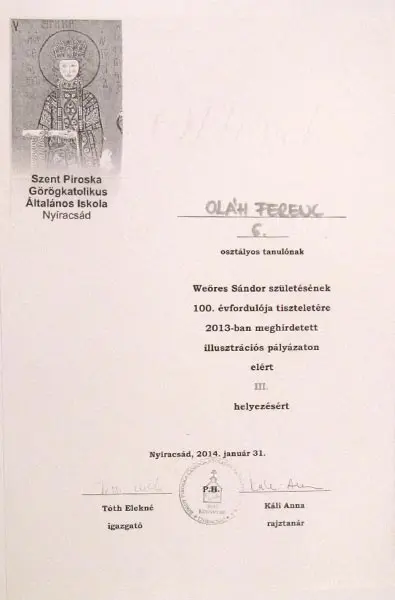 Szent Piroska
Görögkatolikus
Általános Iskola
Nyíracsád
OLÁH FERENC
6.
osztályos tanulónak
Weöres Sándor születésének
100. évfordulója tiszteletére
2013-ban meghirdetett
illusztrációs pályázaton
elért
III.
helyezésért
Nyíracsád, 2014. január 31.
P.H.
Tóth Elekné
igazgató
Káli Anna
rajztanár